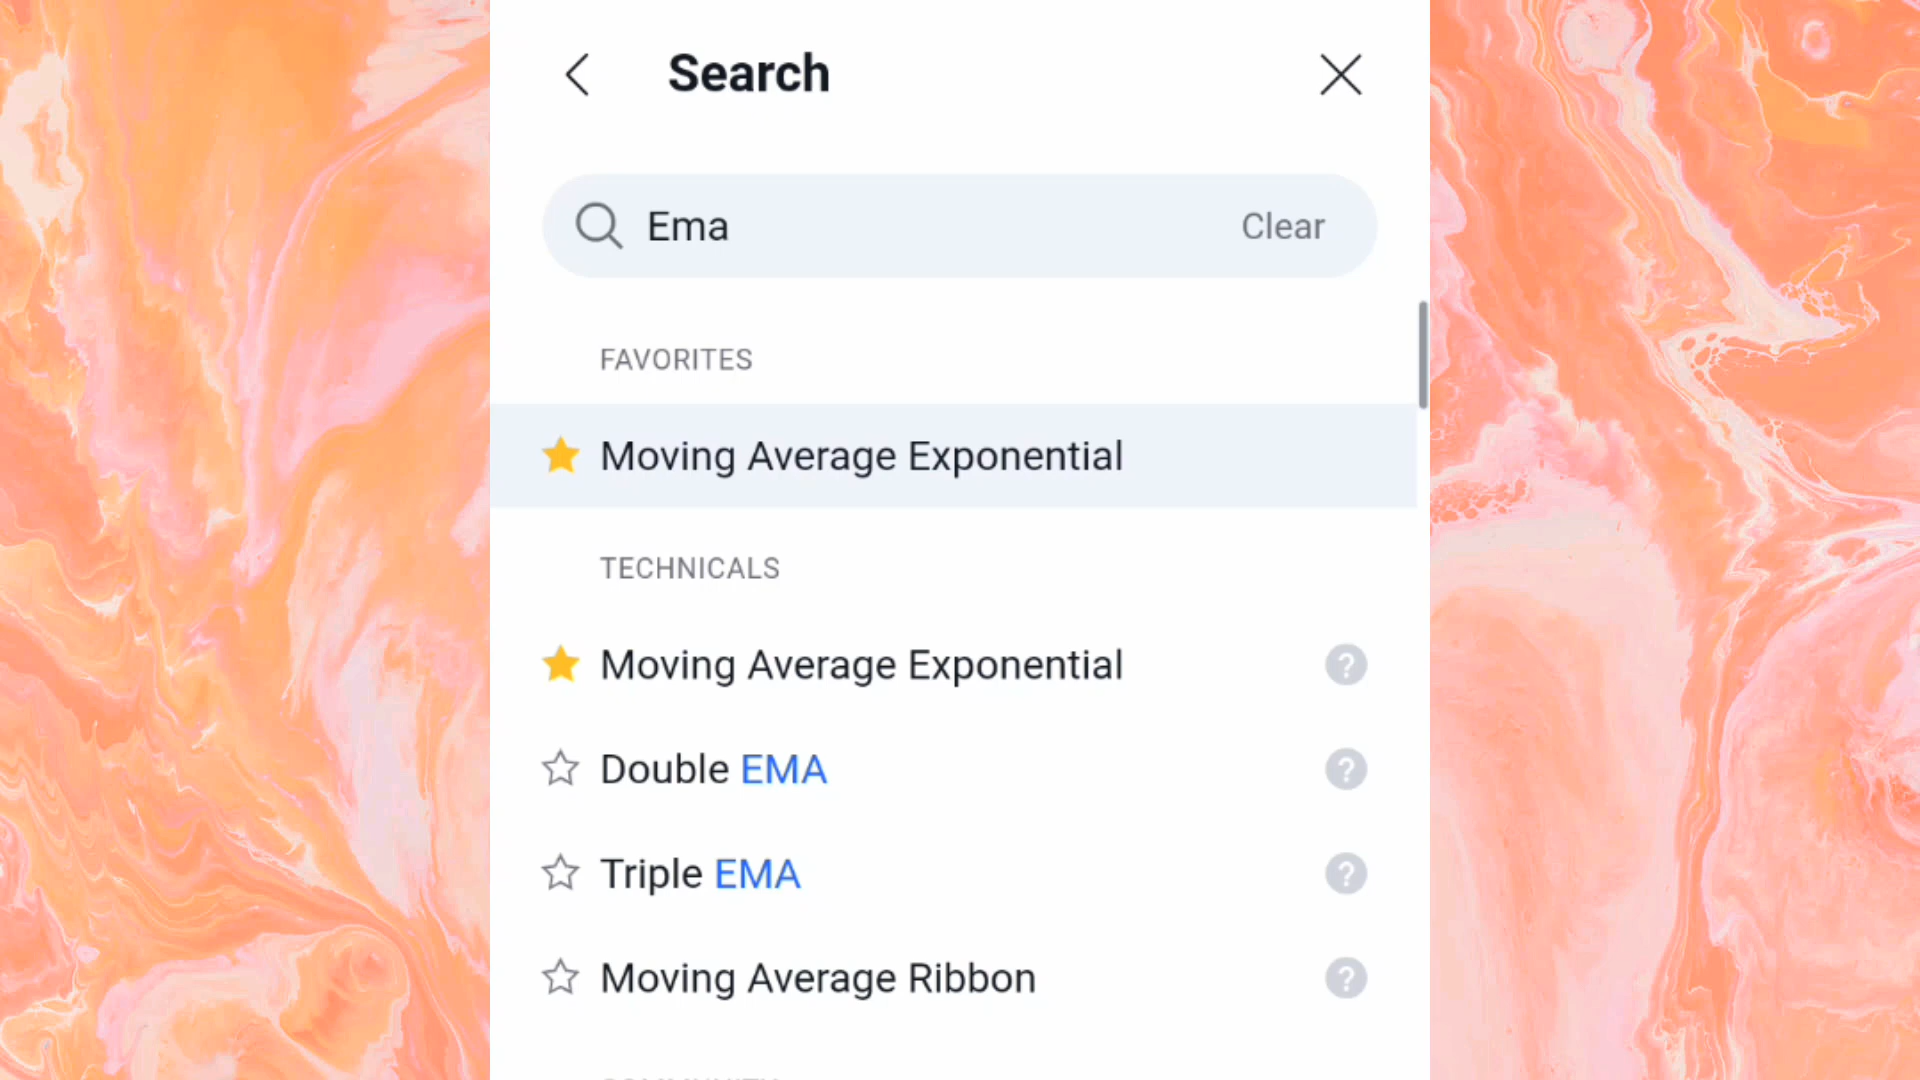 Search
Ema
Clear
FAVORITES
Moving Average Exponential
TECHNICALS
Moving Average Exponential
?
Double EMA
?
Triple EMA
?
Moving Average Ribbon
?